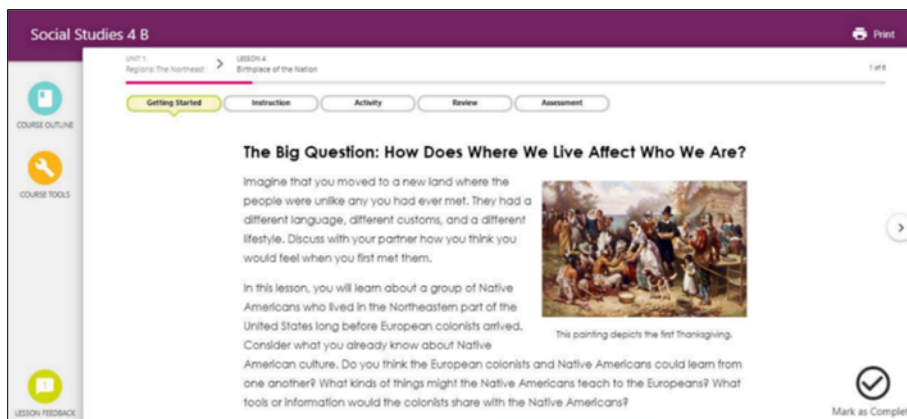 Social Studies 4 B
Print
UNIT 1:
Regions: The Northeast
LESSON 4:
Birthplace of the Nation
1 of 8
Getting Started
Instruction
Activity
Review
Assessment
COURSE OUTLINE
COURSE TOOLS
The Big Question: How Does Where We Live Affect Who We Are?
Imagine that you moved to a new land where the
people were unlike any you had ever met. They had a
different language, different customs, and a different
lifestyle. Discuss with your partner how you think you
would feel when you first met them.
In this lesson, you will learn about a group of Native
Americans who lived in the Northeastern part of the
United States long before European colonists arrived.
Consider what you already know about Native
American culture. Do you think the European colonists and Native Americans could learn from
one another? What kinds of things might the Native Americans teach to the Europeans? What
tools or information would the colonists share with the Native Americans?
This painting depicts the first Thanksgiving.
LESSON FEEDBACK
Mark as Complet